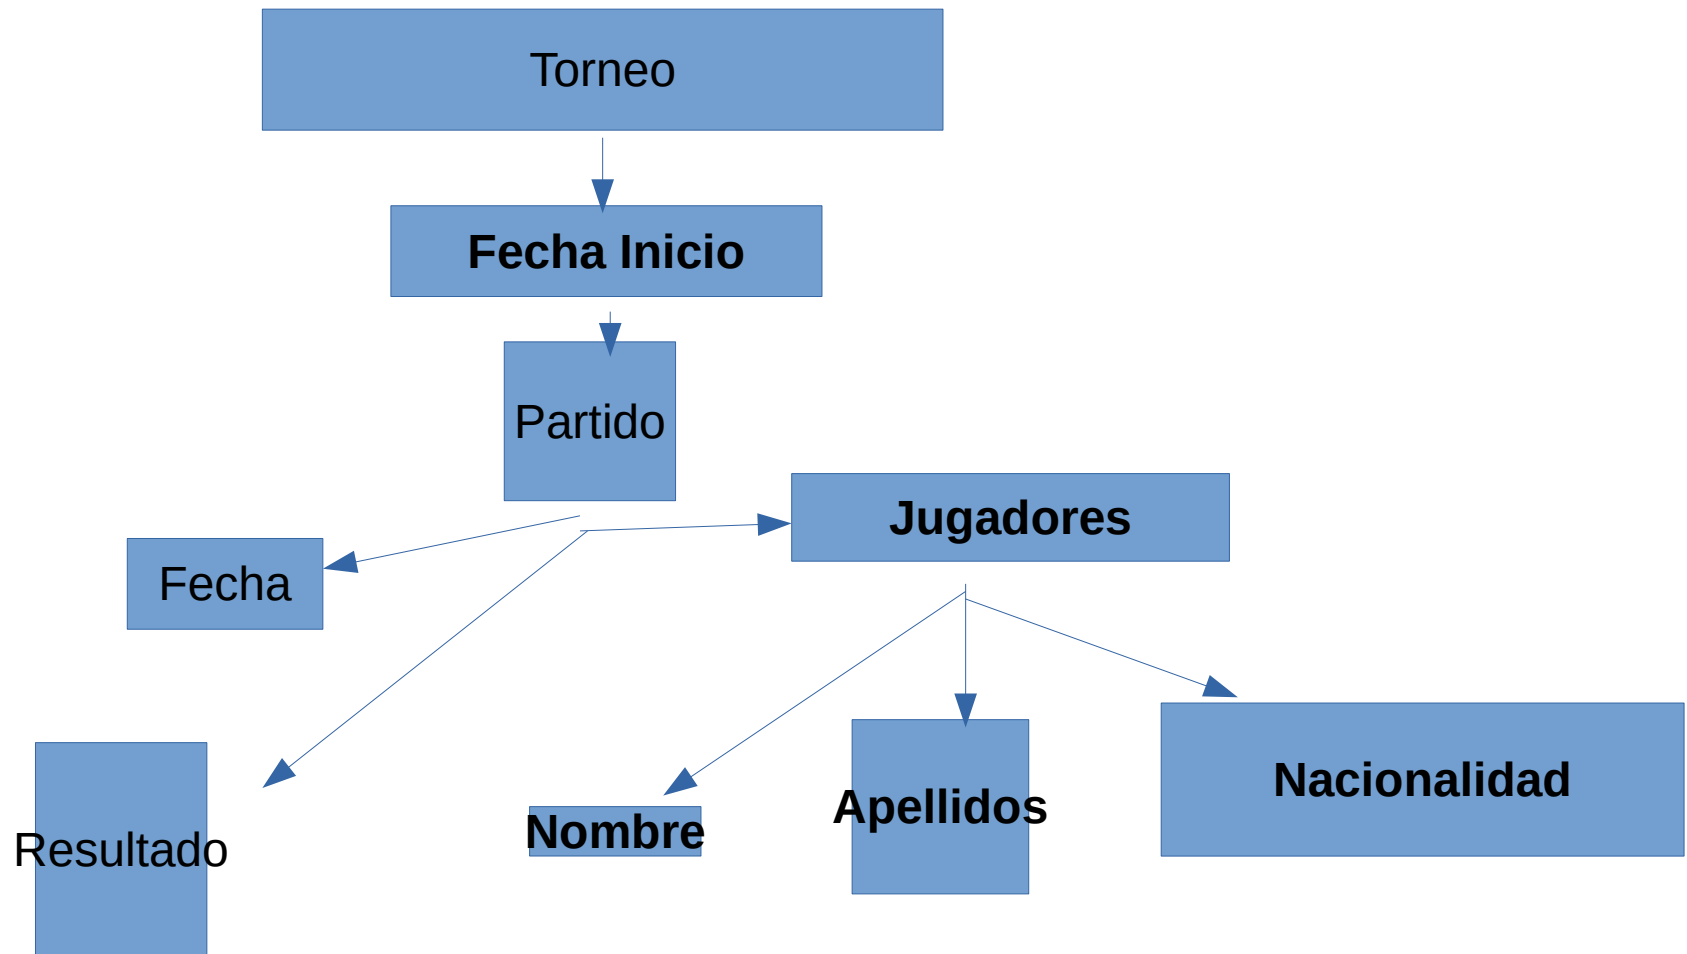 Torneo
Fecha Inicio
Partido
Jugadores
Fecha
Nacionalidad
Apellidos
Nombre
Resultado